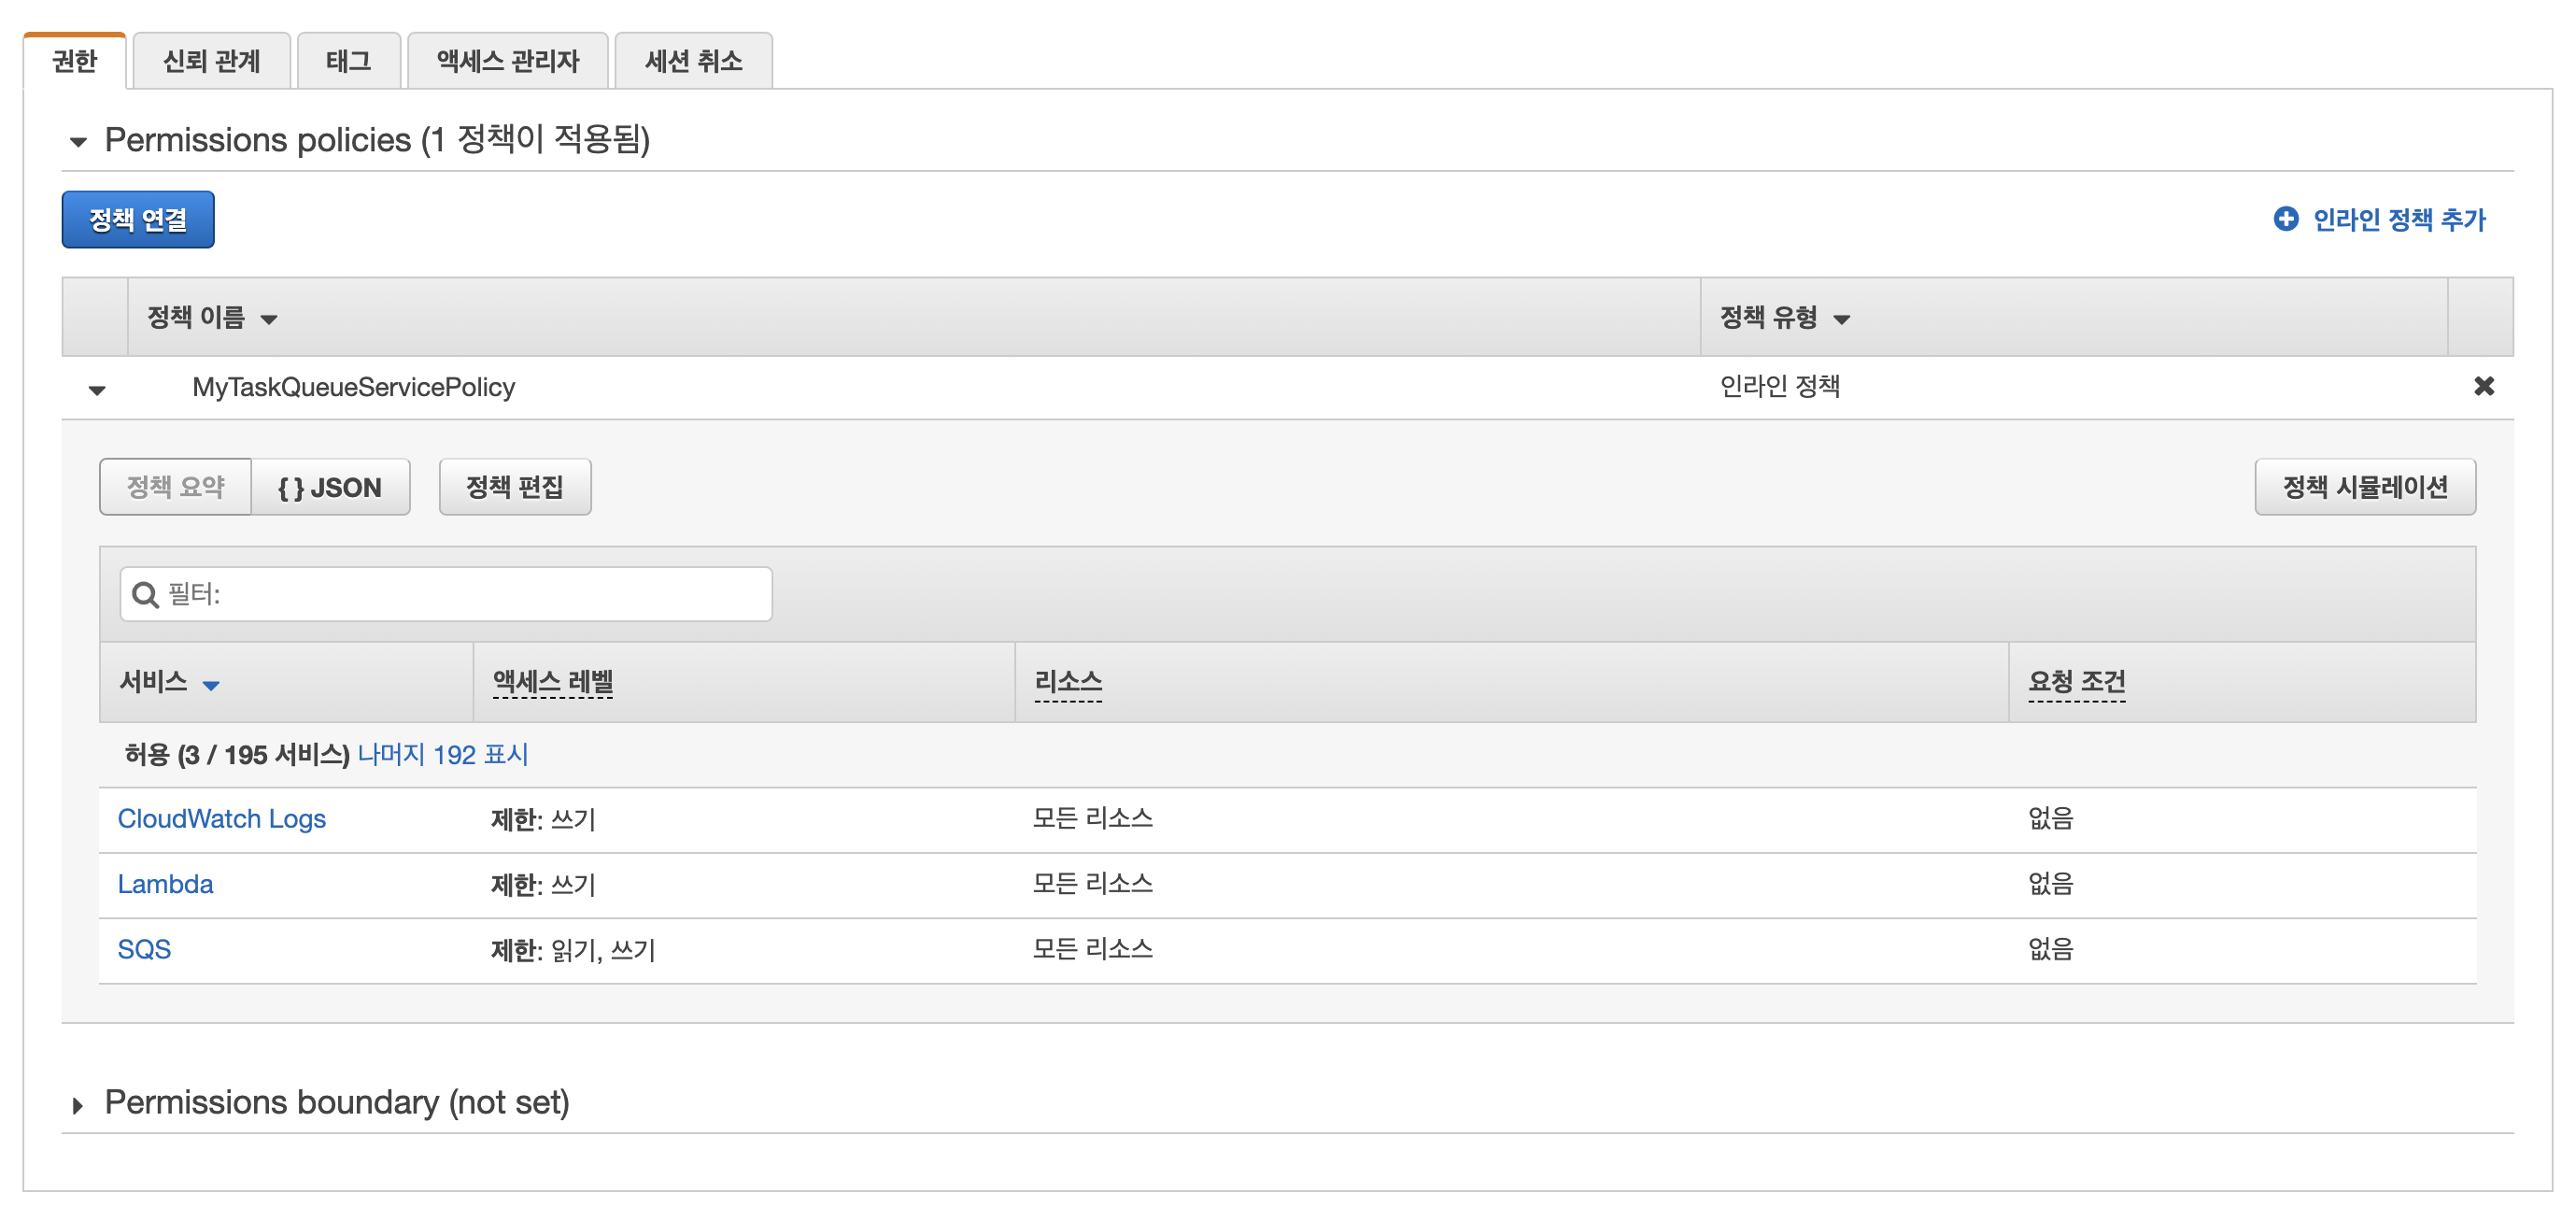 권한 신뢰 관계 태그 액세스 관리자 세션 취소
Permissions policies (1 정책이 적용됨)
정책 연결 인라인 정책 추가
정책 이름 정책 유형
MyTaskQueueServicePolicy 인라인 정책
정책 요약 { } JSON 정책 편집 정책 시뮬레이션
필터:
서비스 액세스 레벨 리소스 요청 조건
허용 (3 / 195 서비스) 나머지 192 표시
CloudWatch Logs 제한: 쓰기 모든 리소스 없음
Lambda 제한: 쓰기 모든 리소스 없음
SQS 제한: 읽기, 쓰기 모든 리소스 없음
Permissions boundary (not set)